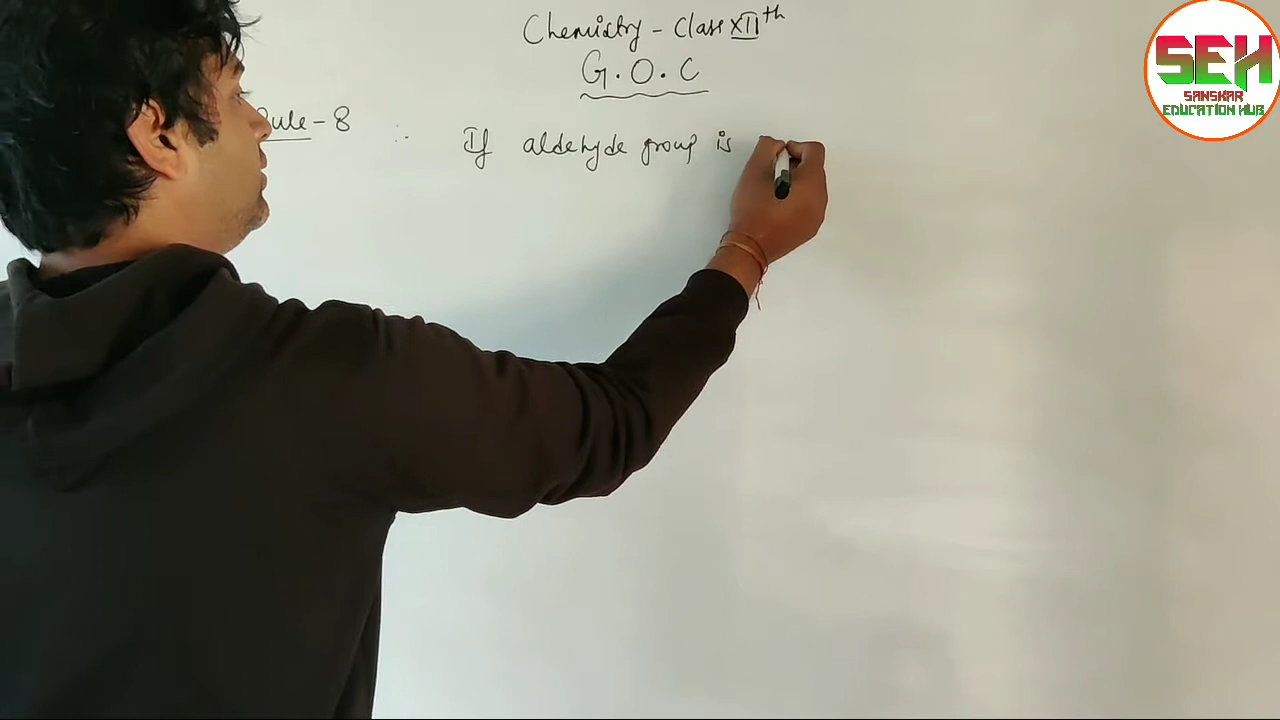 Chemistry - Class XIIth
G.O.C
SEH
SANSKAR
EDUCATION HUB
Rule-8 ∴ If aldehyde group is